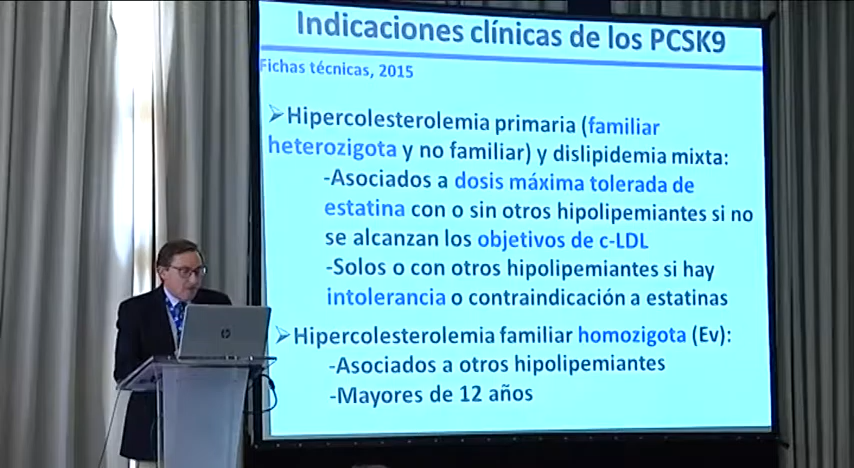 Indicaciones clínicas de los PCSK9
Fichas técnicas, 2015
➢Hipercolesterolemia primaria (familiar
heterozigota y no familiar) y dislipidemia mixta:
-Asociados a dosis máxima tolerada de
estatina con o sin otros hipolipemiantes si no
se alcanzan los objetivos de c-LDL
-Solos o con otros hipolipemiantes si hay
intolerancia o contraindicación a estatinas
➢Hipercolesterolemia familiar homozigota (Ev):
-Asociados a otros hipolipemiantes
-Mayores de 12 años
hp